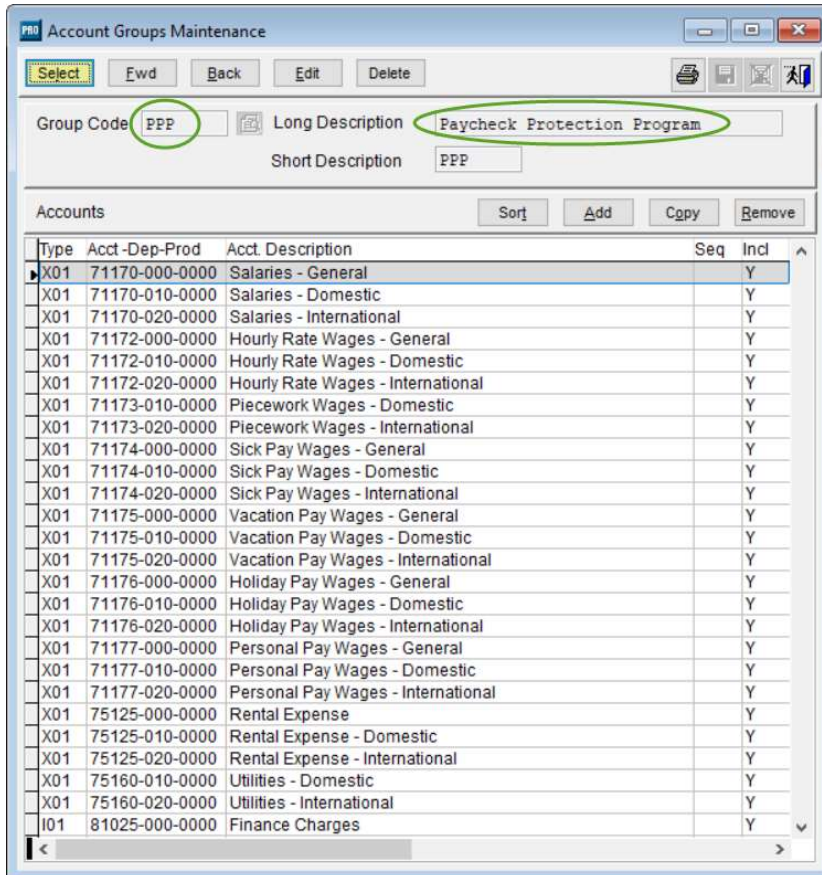 PRO Account Groups Maintenance
Select Fwd Back Edit Delete
Group Code PPP Long Description Paycheck Protection Program
Short Description PPP
Accounts Sort Add Copy Remove
Type Acct -Dep-Prod Acct. Description Seq Incl
X01 71170-000-0000 Salaries - General Y
X01 71170-010-0000 Salaries - Domestic Y
X01 71170-020-0000 Salaries - International Y
X01 71172-000-0000 Hourly Rate Wages - General Y
X01 71172-010-0000 Hourly Rate Wages - Domestic Y
X01 71172-020-0000 Hourly Rate Wages - International Y
X01 71173-010-0000 Piecework Wages - Domestic Y
X01 71173-020-0000 Piecework Wages - International Y
X01 71174-000-0000 Sick Pay Wages - General Y
X01 71174-010-0000 Sick Pay Wages - Domestic Y
X01 71174-020-0000 Sick Pay Wages - International Y
X01 71175-000-0000 Vacation Pay Wages - General Y
X01 71175-010-0000 Vacation Pay Wages - Domestic Y
X01 71175-020-0000 Vacation Pay Wages - International Y
X01 71176-000-0000 Holiday Pay Wages - General Y
X01 71176-010-0000 Holiday Pay Wages - Domestic Y
X01 71176-020-0000 Holiday Pay Wages - International Y
X01 71177-000-0000 Personal Pay Wages - General Y
X01 71177-010-0000 Personal Pay Wages - Domestic Y
X01 71177-020-0000 Personal Pay Wages - International Y
X01 75125-000-0000 Rental Expense Y
X01 75125-010-0000 Rental Expense - Domestic Y
X01 75125-020-0000 Rental Expense - International Y
X01 75160-010-0000 Utilities - Domestic Y
X01 75160-020-0000 Utilities - International Y
I01 81025-000-0000 Finance Charges Y